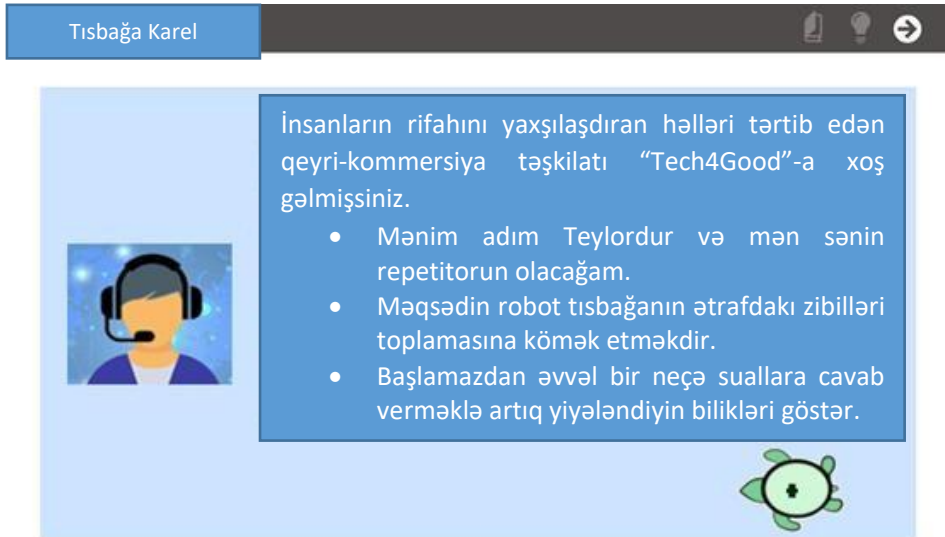 Tısbağa Karel
İnsanların rifahını yaxşılaşdıran həlləri tərtib edən
qeyri-kommersiya təşkilatı “Tech4Good”-a xoş
gəlmişsiniz.
• Mənim adım Teylordur və mən sənin
repetitorun olacağam.
• Məqsədin robot tısbağanın ətrafdakı zibilləri
toplamasına kömək etməkdir.
• Başlamazdan əvvəl bir neçə suallara cavab
verməklə artıq yiyələndiyin bilikləri göstər.